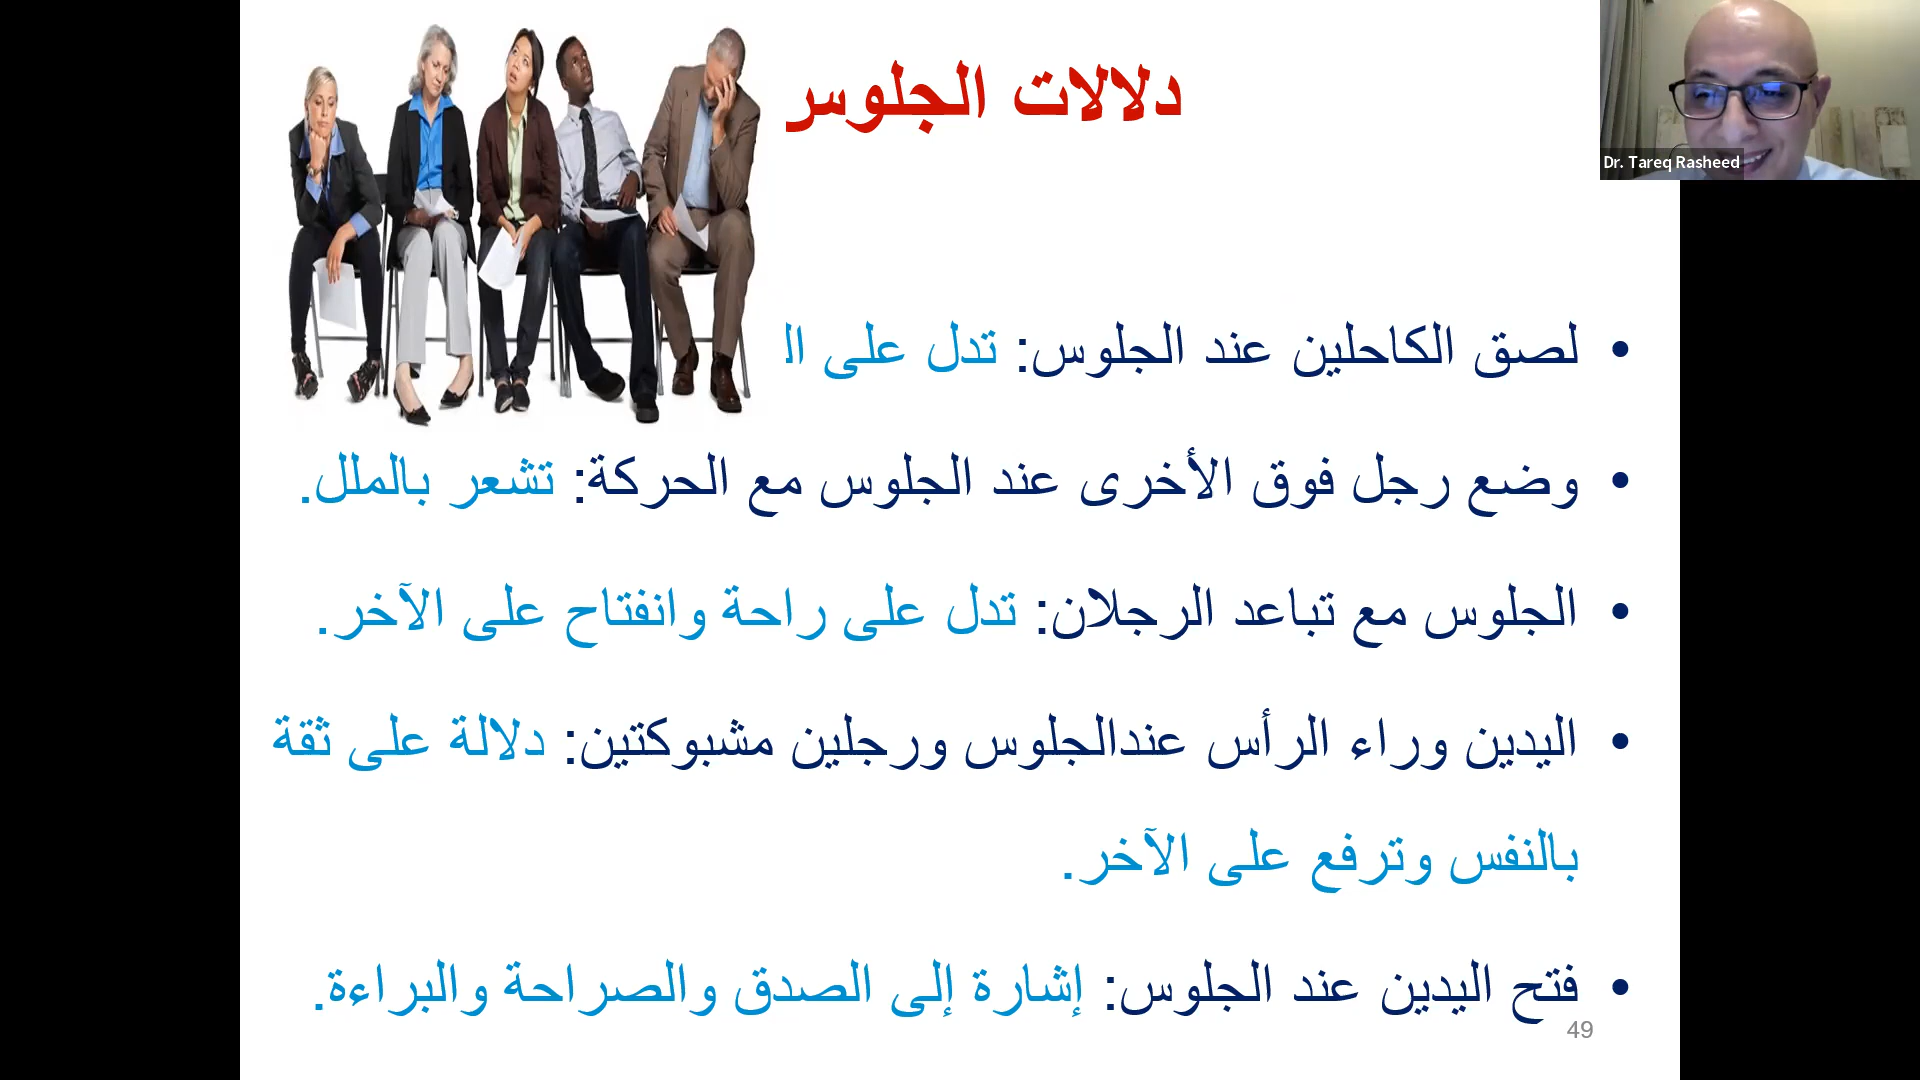 دلالات الجلوس
Dr. Tareq Rasheed
• لصق الكاحلين عند الجلوس: تدل على
• وضع رجل فوق الأخرى عند الجلوس مع الحركة: تشعر بالملل.
• الجلوس مع تباعد الرجلان: تدل على راحة وانفتاح على الآخر.
• اليدين وراء الرأس عندالجلوس ورجلين مشبوكتين: دلالة على ثقة
بالنفس وترفع على الآخر.
• فتح اليدين عند الجلوس: إشارة إلى الصدق والصراحة والبراءة.
49